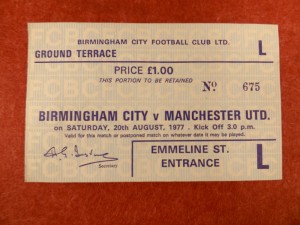 BIRMINGHAM CITY FOOTBALL CLUB LTD.
GROUND TERRACE L
PRICE £1.00
THIS PORTION TO BE RETAINED
No. 675
BIRMINGHAM CITY v MANCHESTER UTD.
on SATURDAY, 20th AUGUST, 1977 . Kick Off 3.0 p.m.
Valid for this match or postponed match on whatever date it may be played.
EMMELINE ST.
ENTRANCE L